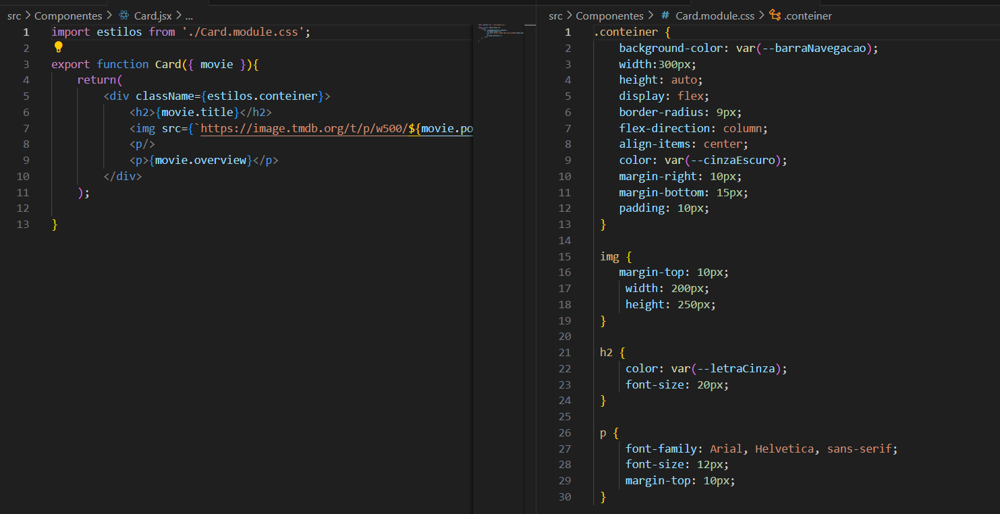 src > Componentes > Card.jsx > ...
1 import estilos from './Card.module.css';
2
3 export function Card({ movie }){
4 return(
5 <div className={estilos.conteiner}>
6 <h2>{movie.title}</h2>
7 <img src={`https://image.tmdb.org/t/p/w500/${movie.po
8 <p/>
9 <p>{movie.overview}</p>
10 </div>
11 );
12
13 }
src > Componentes > # Card.module.css > .conteiner
1 .conteiner {
2 background-color: var(--barraNavegacao);
3 width:300px;
4 height: auto;
5 display: flex;
6 border-radius: 9px;
7 flex-direction: column;
8 align-items: center;
9 color: var(--cinzaEscuro);
10 margin-right: 10px;
11 margin-bottom: 15px;
12 padding: 10px;
13 }
14
15 img {
16 margin-top: 10px;
17 width: 200px;
18 height: 250px;
19 }
20
21 h2 {
22 color: var(--letraCinza);
23 font-size: 20px;
24 }
25
26 p {
27 font-family: Arial, Helvetica, sans-serif;
28 font-size: 12px;
29 margin-top: 10px;
30 }